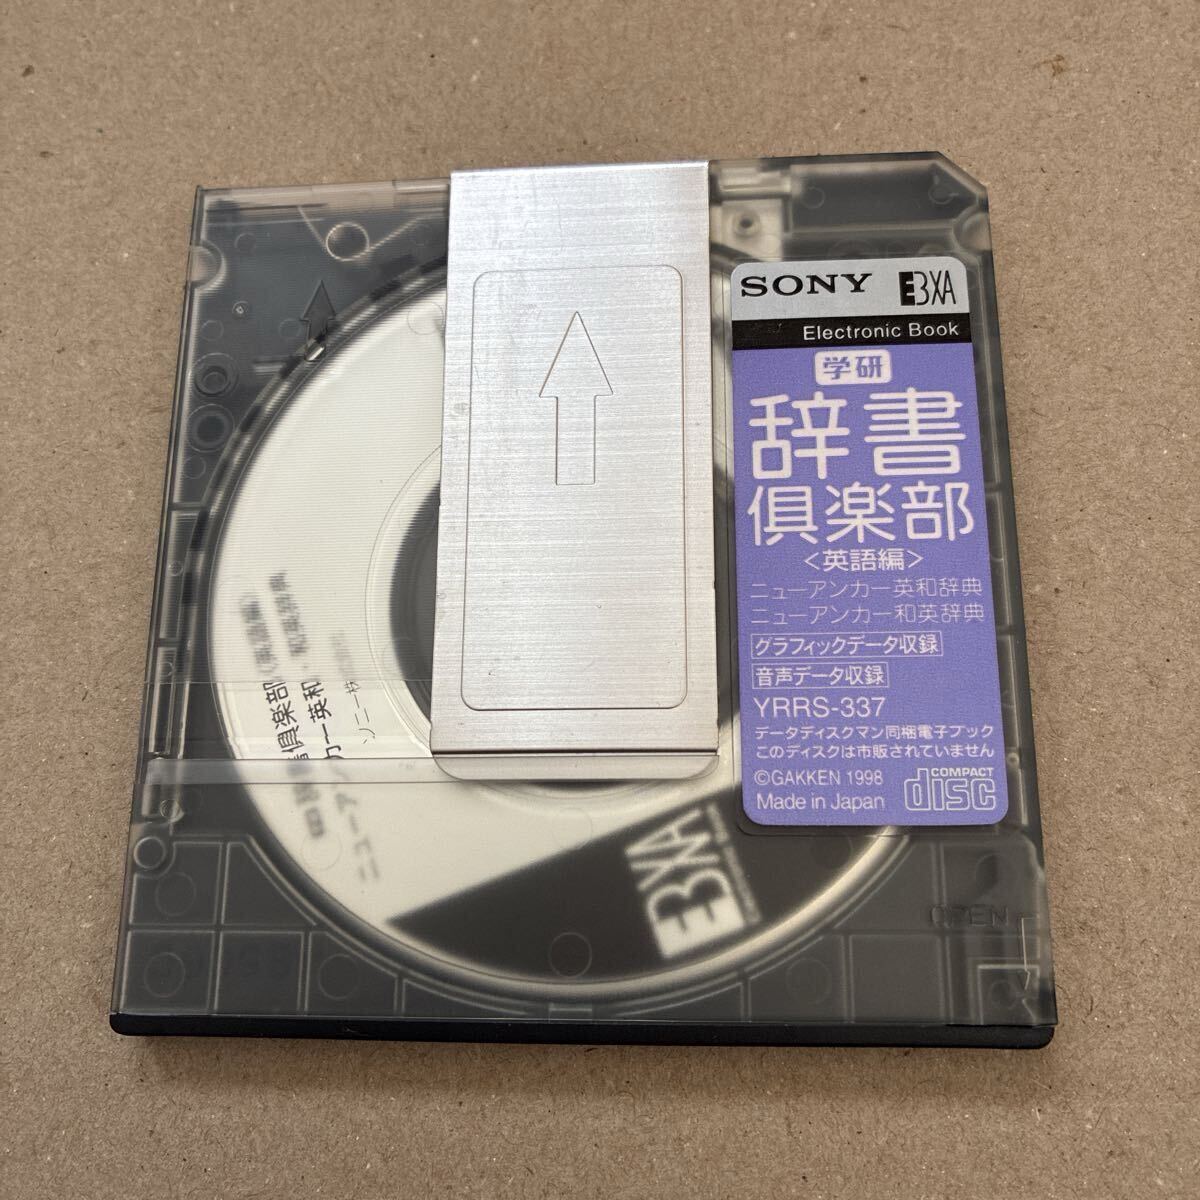 SONY EBXA
Electronic Book
学研
辞書
倶楽部
<英語編>
ニューアンカー英和辞典
ニューアンカー和英辞典
グラフィックデータ収録
音声データ収録
YRRS-337
データディスクマン同梱電子ブック
このディスクは市販されていません
©GAKKEN 1998
Made in Japan
COMPACT
disc
OPEN
EBXA